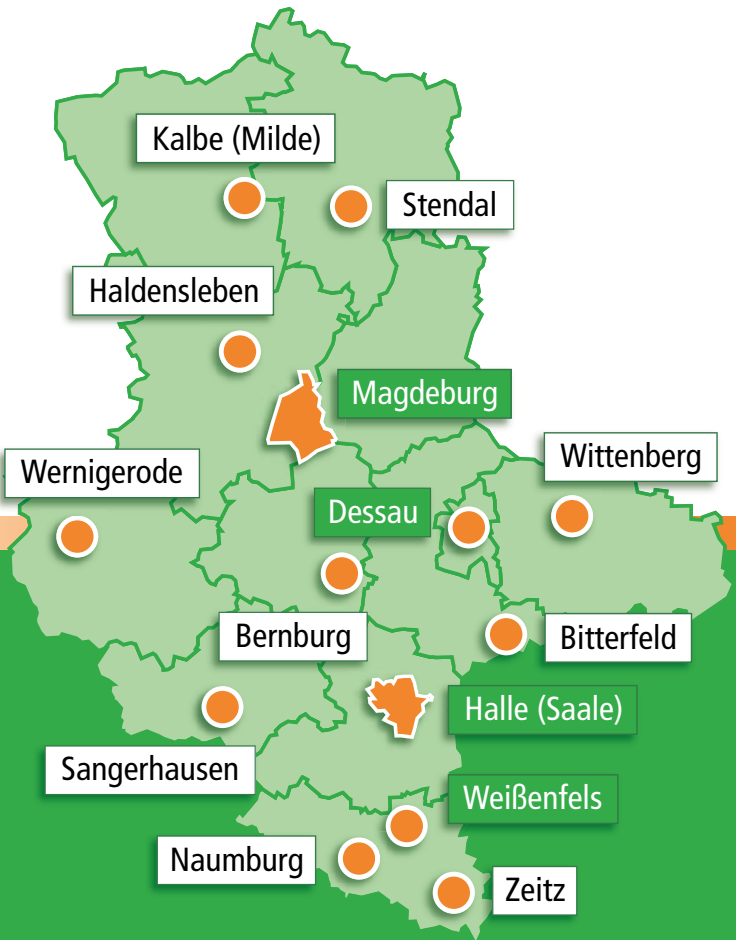 Kalbe (Milde)
Stendal
Haldensleben
Magdeburg
Wittenberg
Wernigerode
Dessau
Bernburg
Bitterfeld
Halle (Saale)
Sangerhausen
Weißenfels
Naumburg
Zeitz